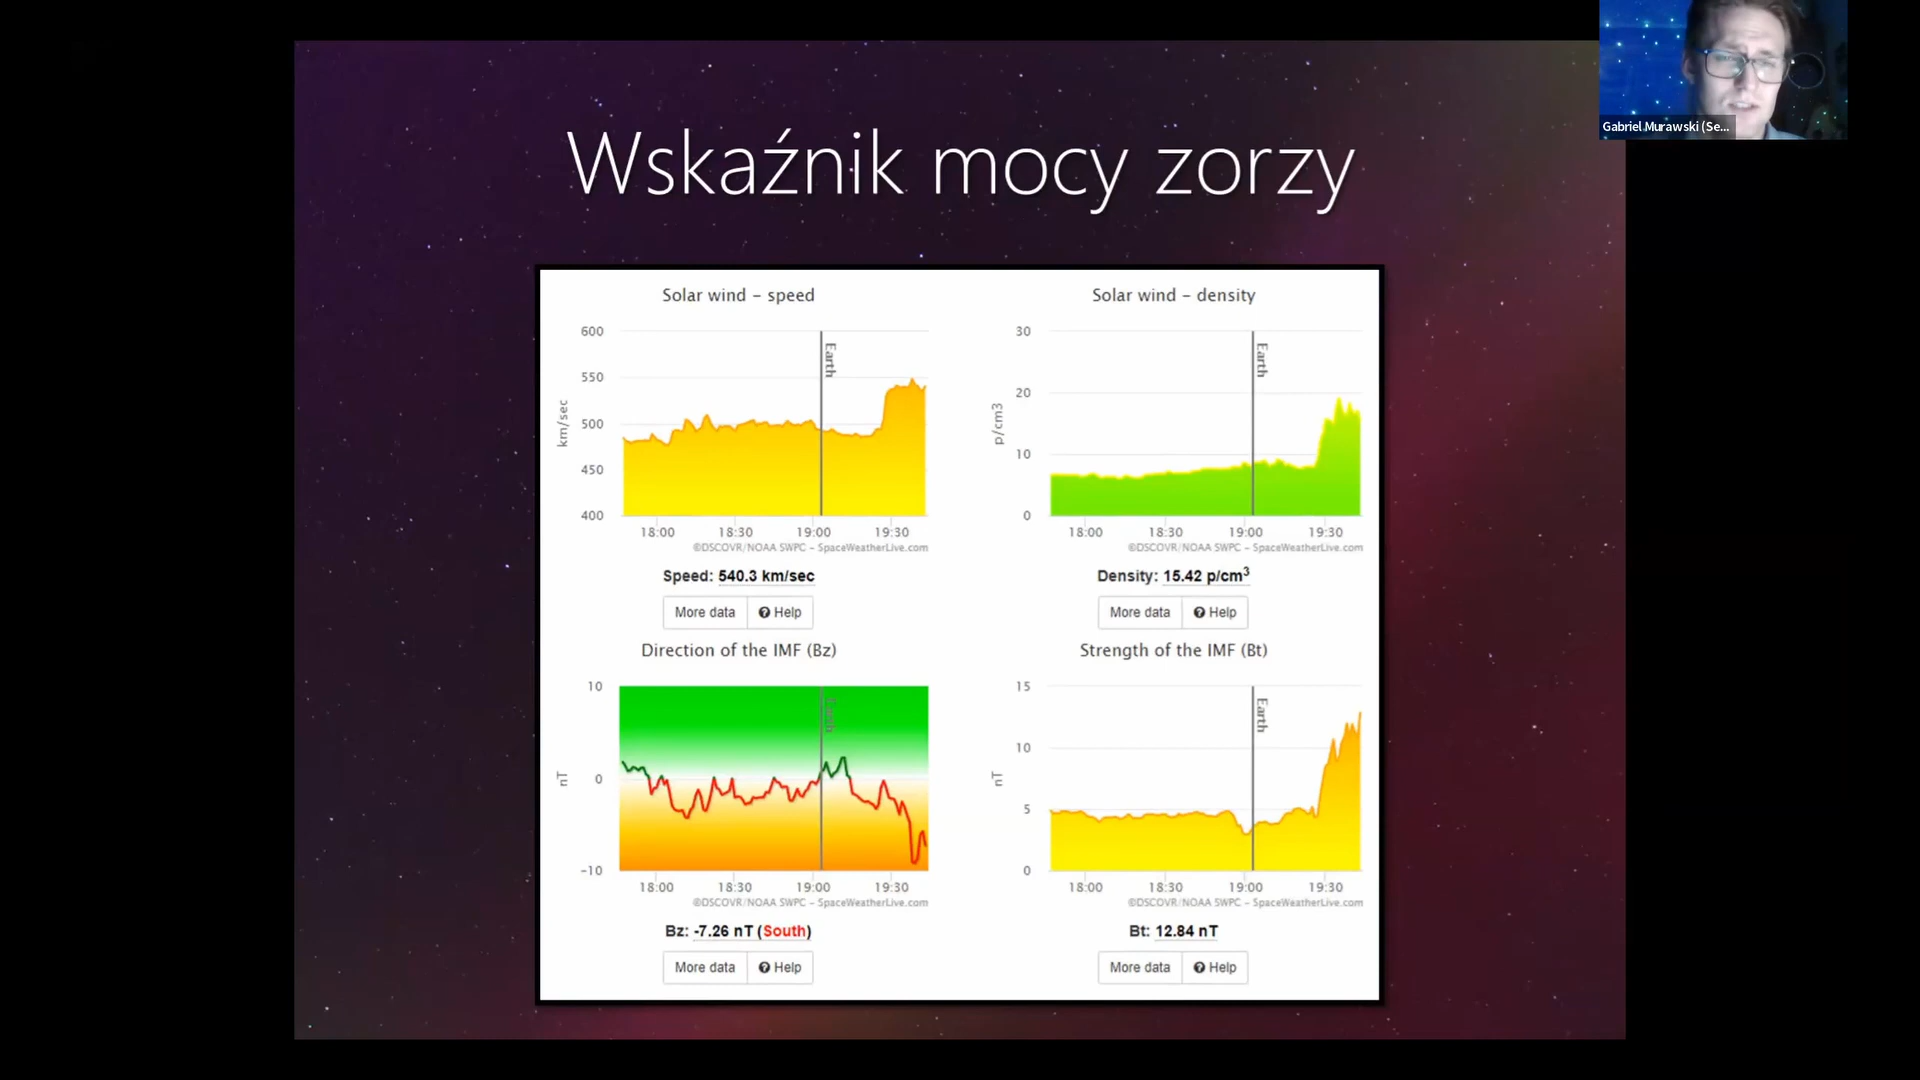 Gabriel Murawski (Se...
Wskaźnik mocy zorzy
Solar wind – speed
600
550
500
450
400
km/sec
Earth
18:00 18:30 19:00 19:30
©DSCOVR/NOAA SWPC – SpaceWeatherLive.com
Speed: 540.3 km/sec
More data Help
Solar wind – density
30
20
10
0
p/cm3
Earth
18:00 18:30 19:00 19:30
©DSCOVR/NOAA SWPC – SpaceWeatherLive.com
Density: 15.42 p/cm³
More data Help
Direction of the IMF (Bz)
10
0
-10
nT
Earth
18:00 18:30 19:00 19:30
©DSCOVR/NOAA SWPC – SpaceWeatherLive.com
Bz: -7.26 nT (South)
More data Help
Strength of the IMF (Bt)
15
10
5
0
nT
Earth
18:00 18:30 19:00 19:30
©DSCOVR/NOAA SWPC – SpaceWeatherLive.com
Bt: 12.84 nT
More data Help